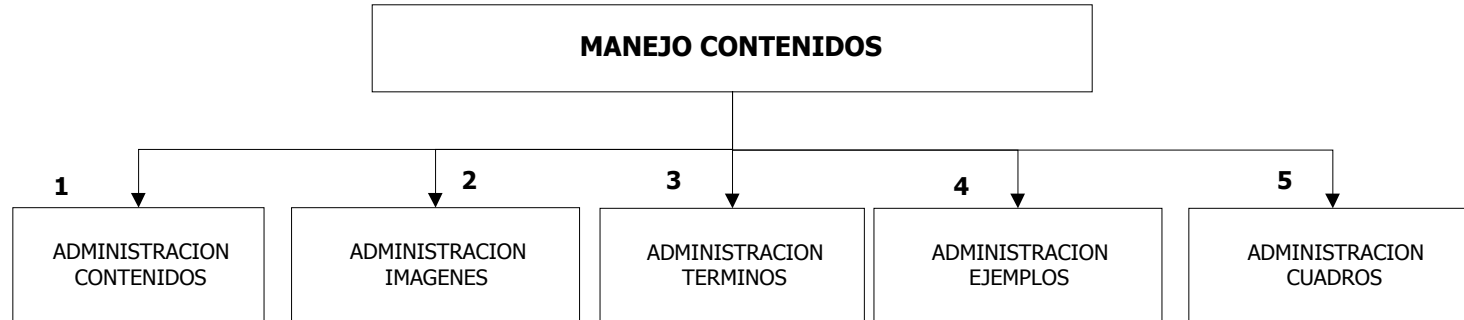 MANEJO CONTENIDOS
1
2
3
4
5
ADMINISTRACION
CONTENIDOS
ADMINISTRACION
IMAGENES
ADMINISTRACION
TERMINOS
ADMINISTRACION
EJEMPLOS
ADMINISTRACION
CUADROS